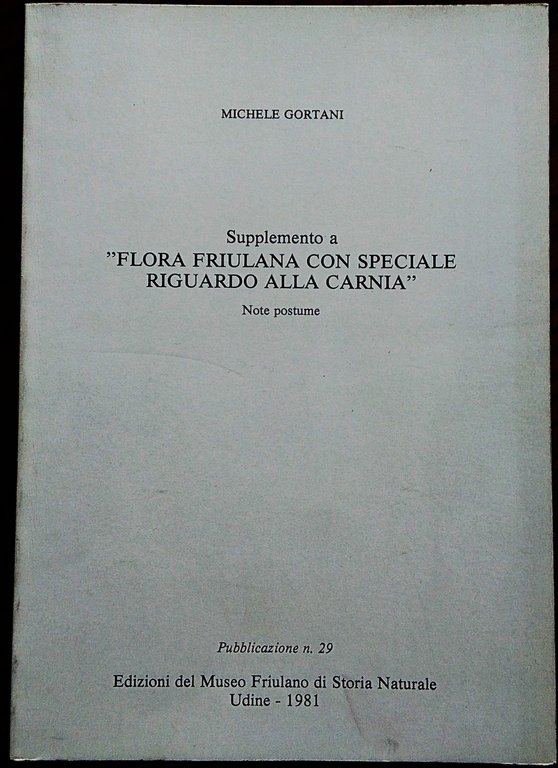 MICHELE GORTANI
Supplemento a
”FLORA FRIULANA CON SPECIALE
RIGUARDO ALLA CARNIA”
Note postume
Pubblicazione n. 29
Edizioni del Museo Friulano di Storia Naturale
Udine - 1981